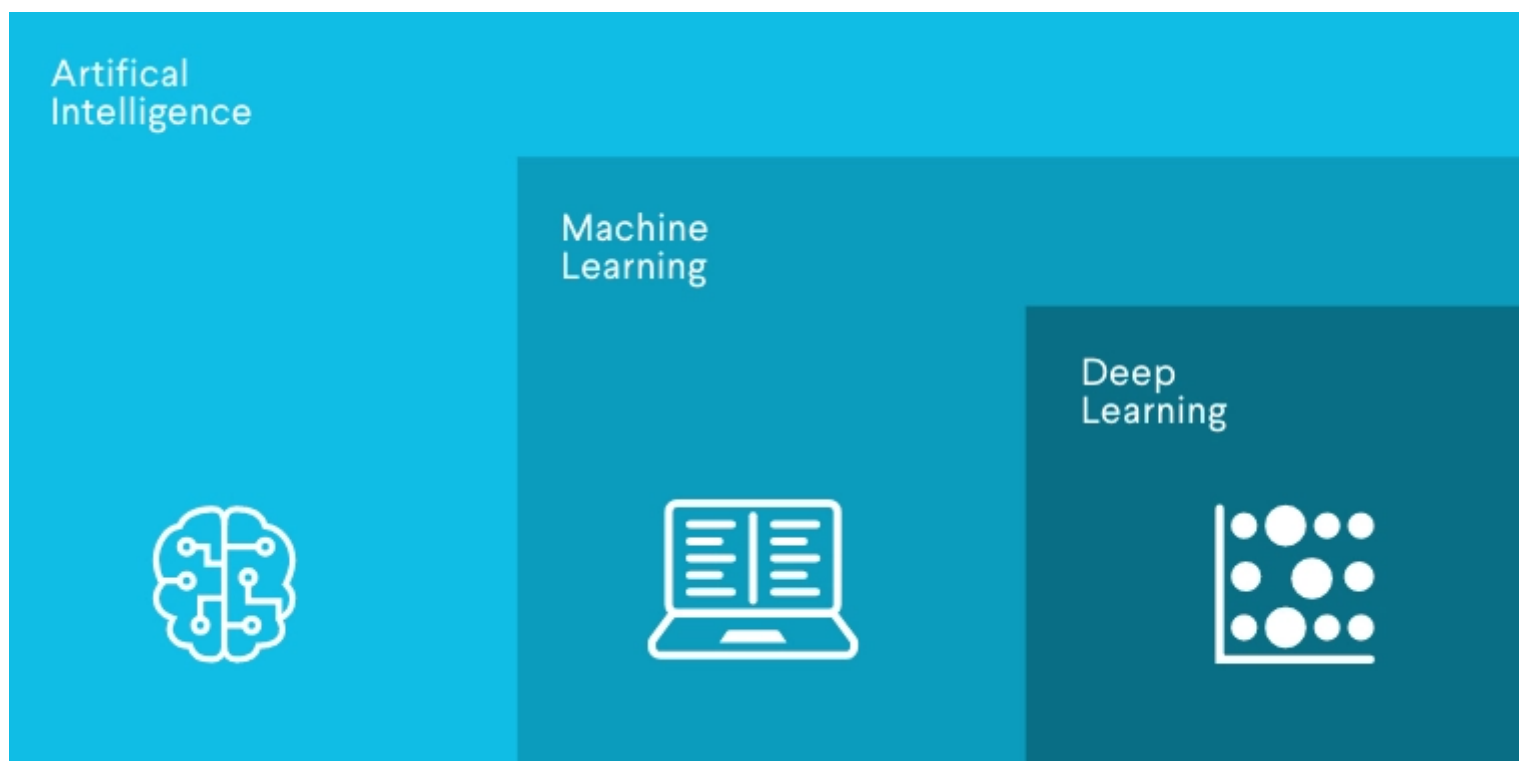 Artifical
Intelligence
Machine
Learning
Deep
Learning